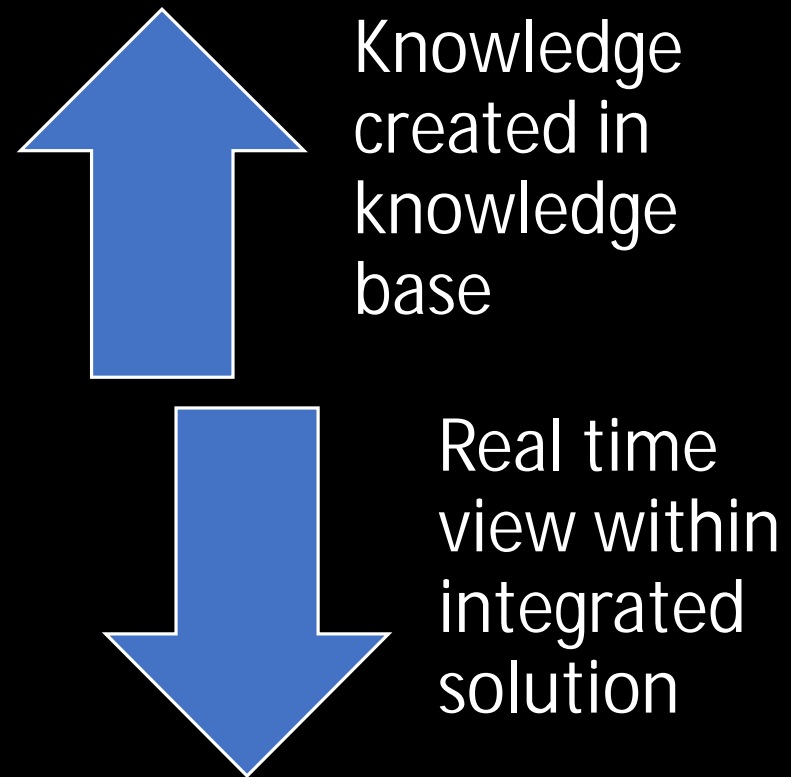 Knowledge
created in
knowledge
base
Real time
view within
integrated
solution